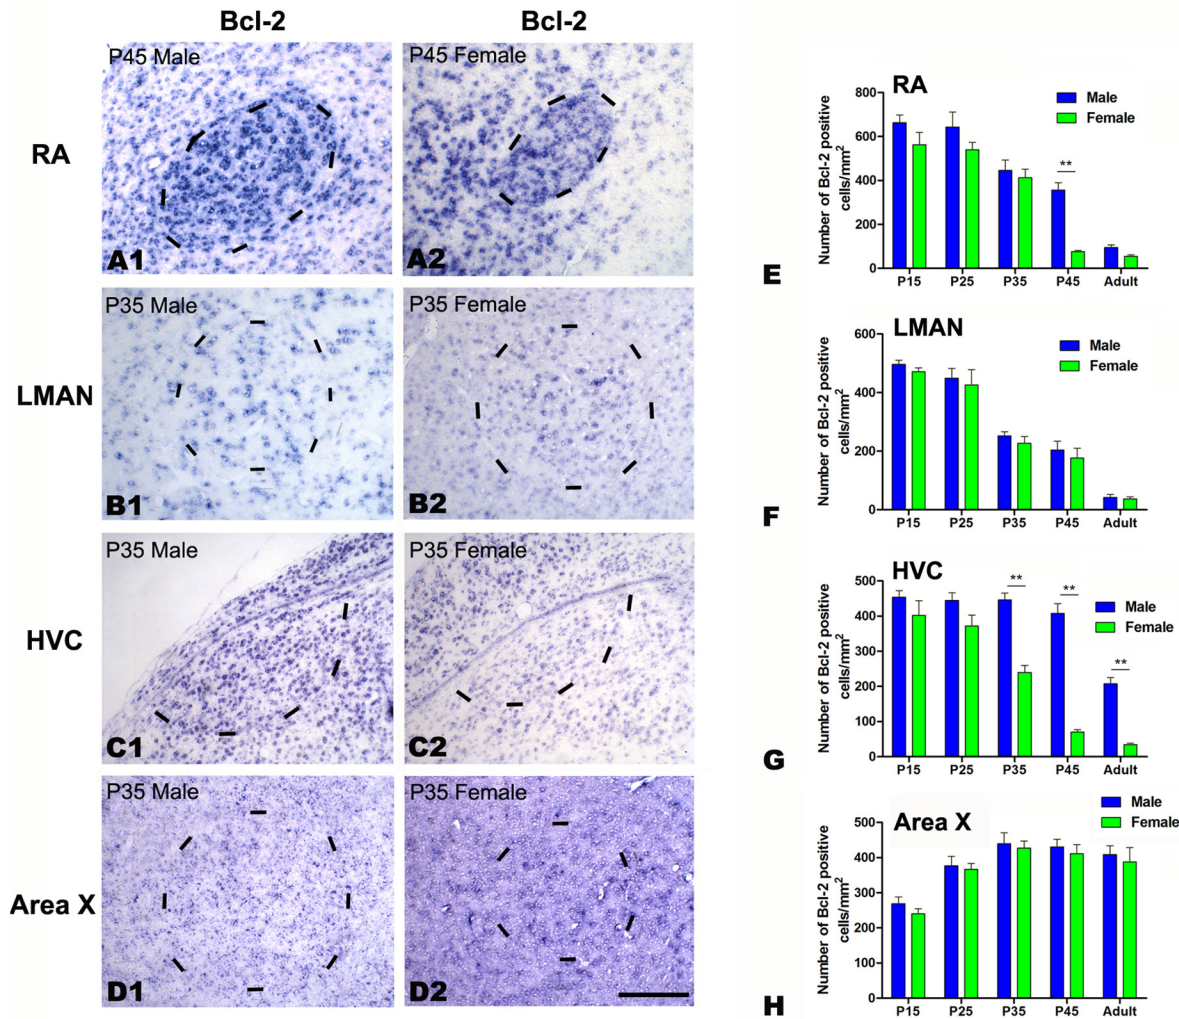 Bcl-2
Bcl-2
P45 Male
P45 Female
RA
A1
A2
P35 Male
P35 Female
LMAN
B1
B2
P35 Male
P35 Female
HVC
C1
C2
P35 Male
P35 Female
Area X
D1
D2
RA
Male
Female
Number of Bcl-2 positive
cells/mm²
800
600
400
200
0
**
P15 P25 P35 P45 Adult
E
LMAN
Male
Female
Number of Bcl-2 positive
cells/mm²
600
400
200
0
P15 P25 P35 P45 Adult
F
HVC
Male
Female
Number of Bcl-2 positive
cells/mm²
500
400
300
200
100
0
** ** **
P15 P25 P35 P45 Adult
G
Area X
Male
Female
Number of Bcl-2 positive
cells/mm²
500
400
300
200
100
0
P15 P25 P35 P45 Adult
H